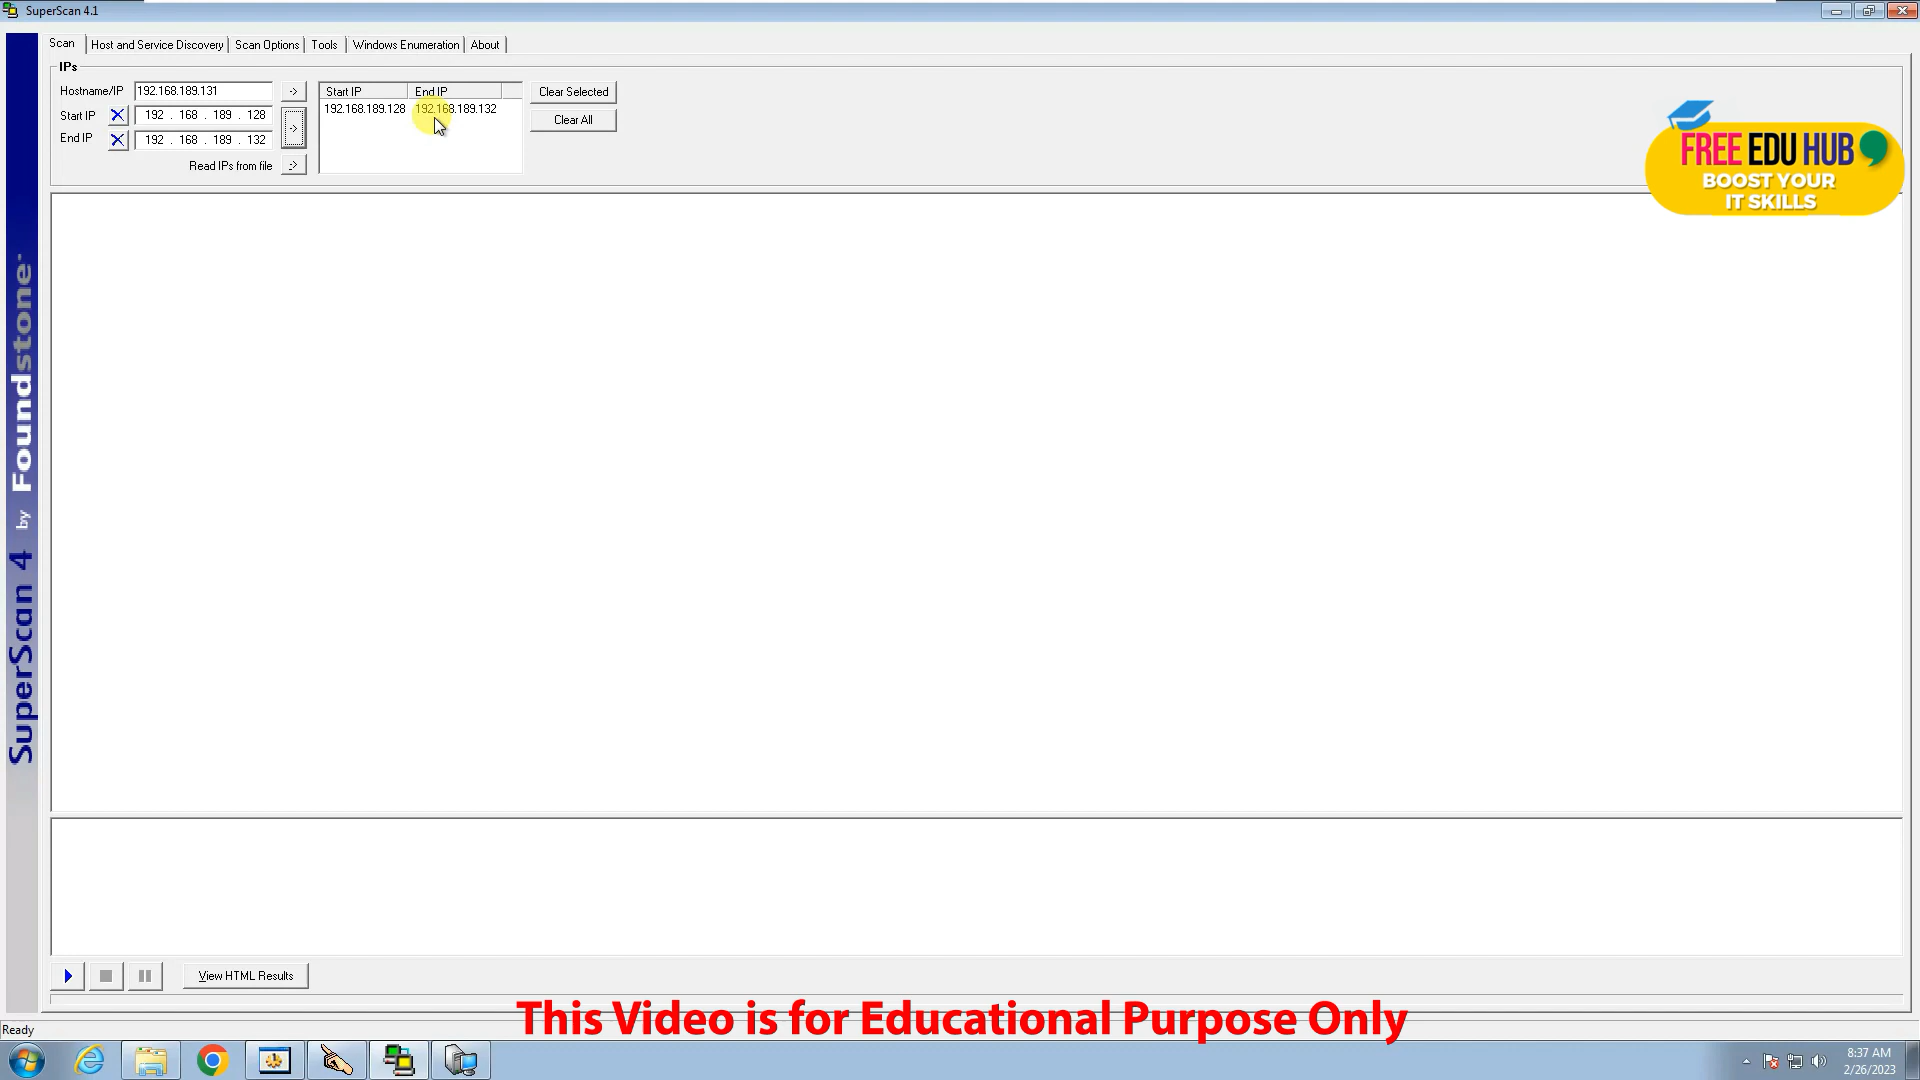 SuperScan 4.1
Scan
Host and Service Discovery
Scan Options
Tools
Windows Enumeration
About
IPs
Hostname/IP
192.168.189.131
->
Start IP
192 . 168 . 189 . 128
->
End IP
192 . 168 . 189 . 132
Read IPs from file
->
Start IP
End IP
192.168.189.128
192.168.189.132
Clear Selected
Clear All
FREE EDU HUB
BOOST YOUR
IT SKILLS
SuperScan 4 by Foundstone
View HTML Results
This Video is for Educational Purpose Only
Ready
8:37 AM
2/26/2023